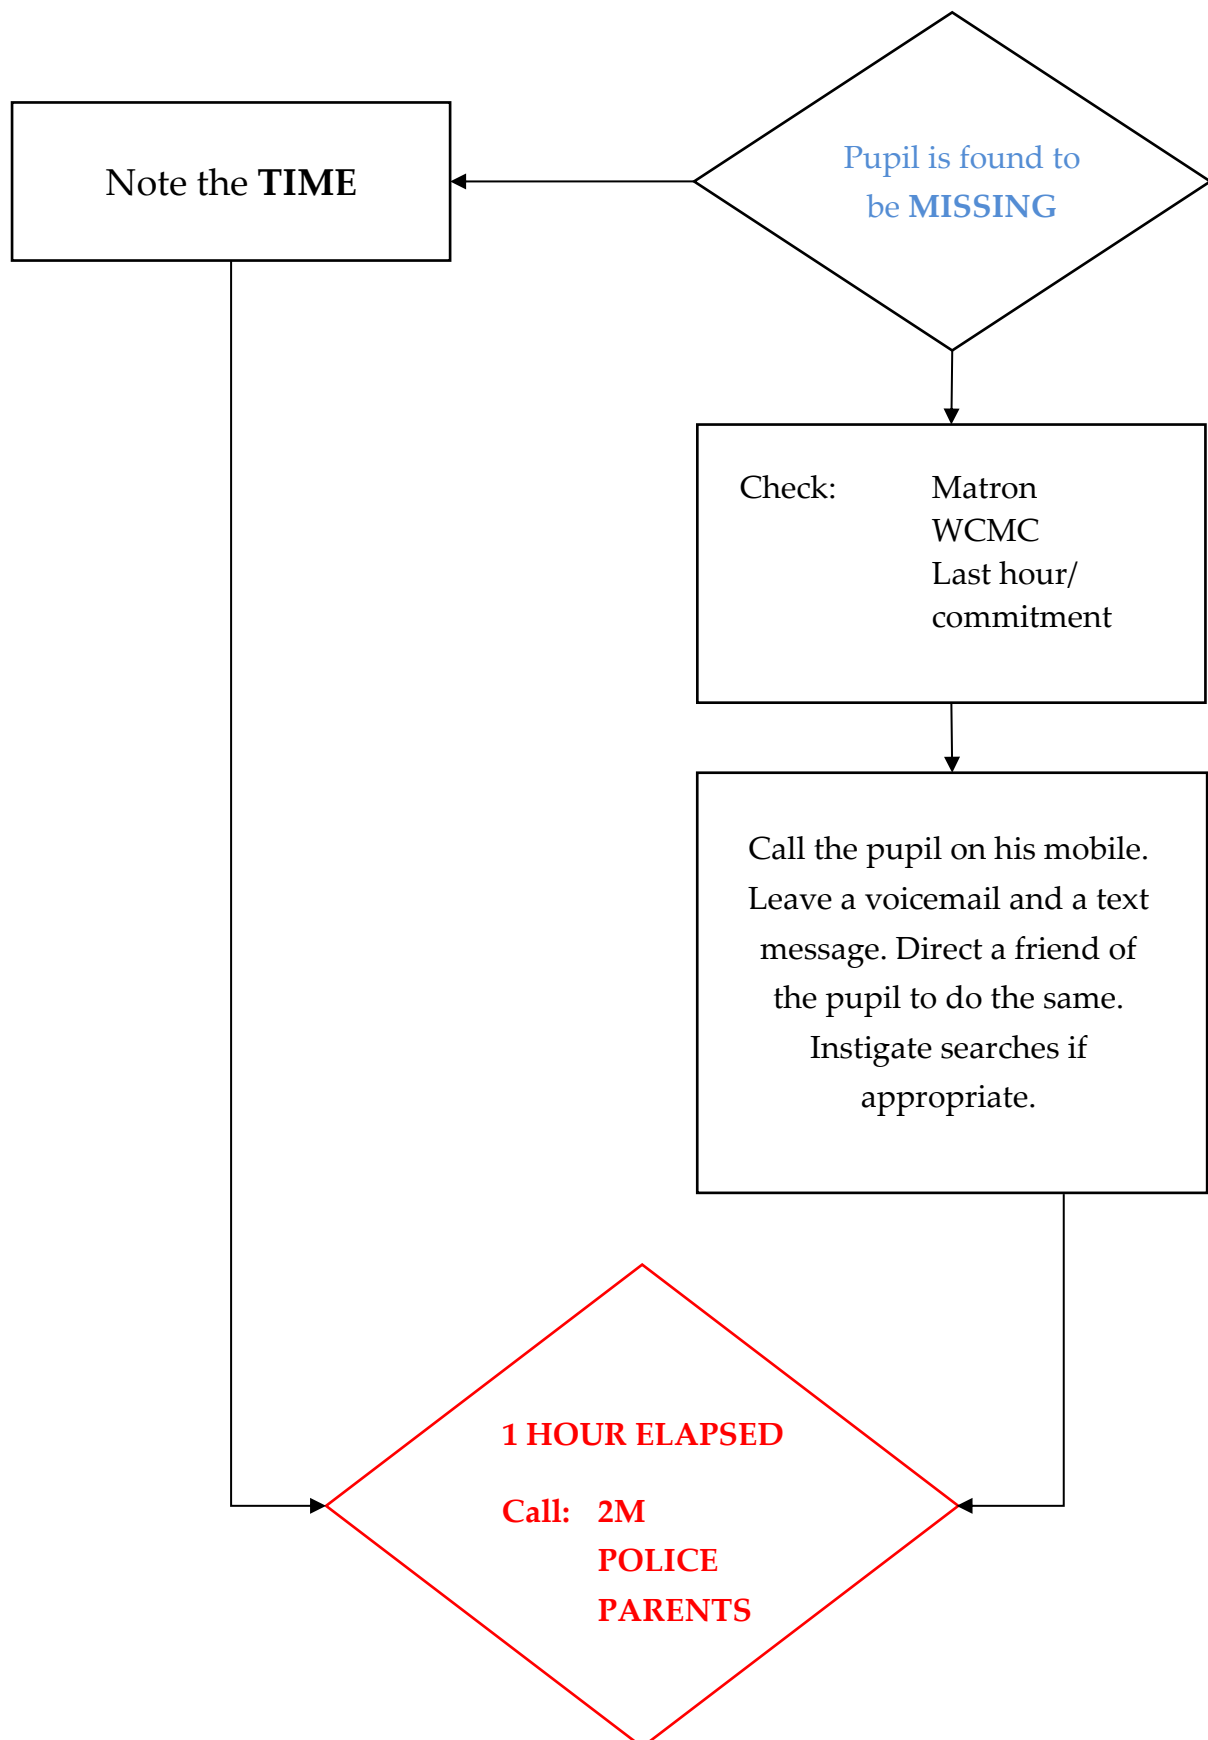 Pupil is found to
be MISSING
Note the TIME
Check: Matron
WCMC
Last hour/
commitment
Call the pupil on his mobile.
Leave a voicemail and a text
message. Direct a friend of
the pupil to do the same.
Instigate searches if
appropriate.
1 HOUR ELAPSED
Call: 2M
POLICE
PARENTS